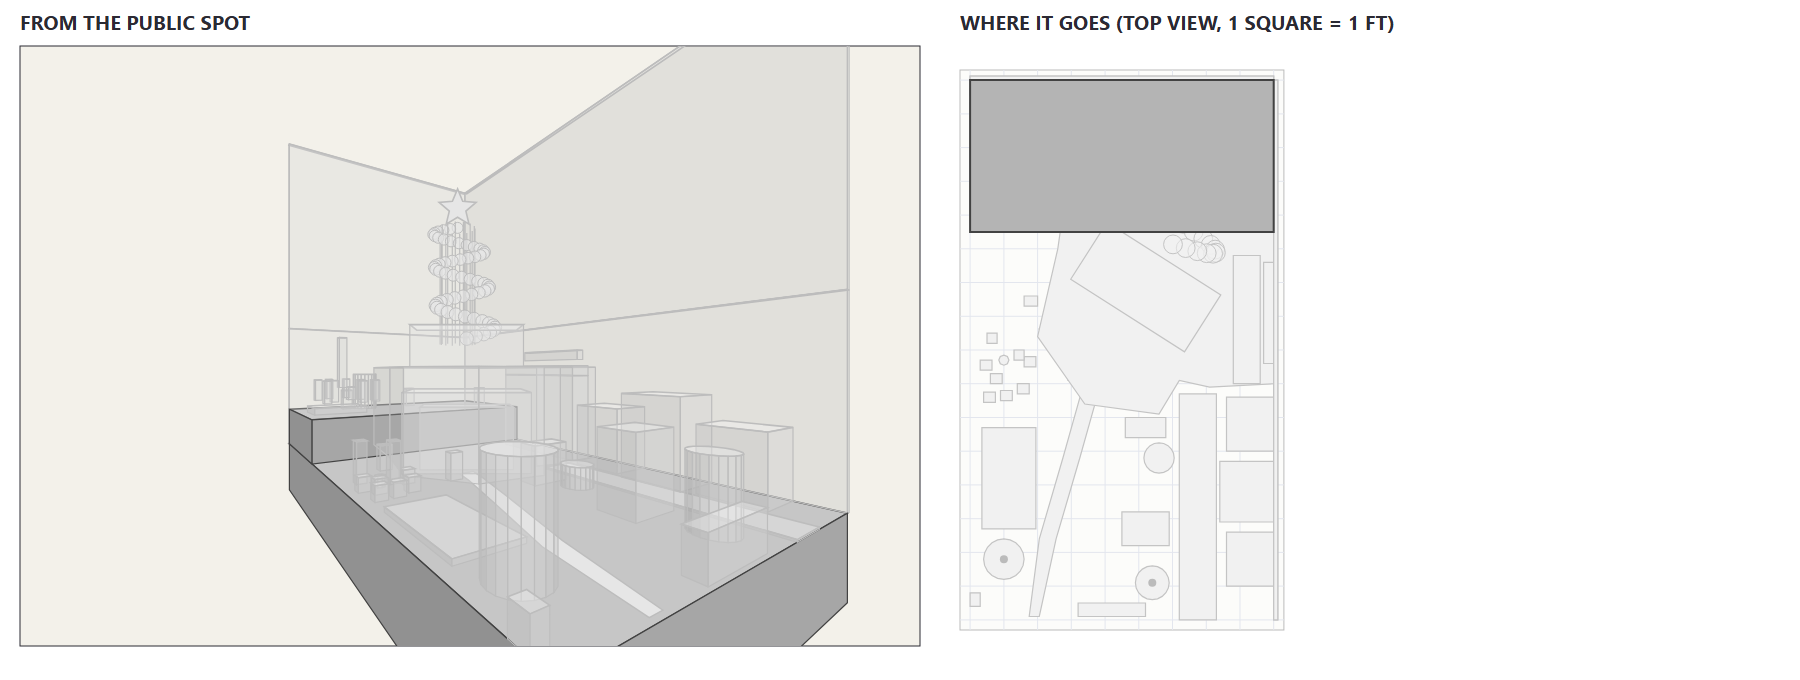 FROM THE PUBLIC SPOT
WHERE IT GOES (TOP VIEW, 1 SQUARE = 1 FT)